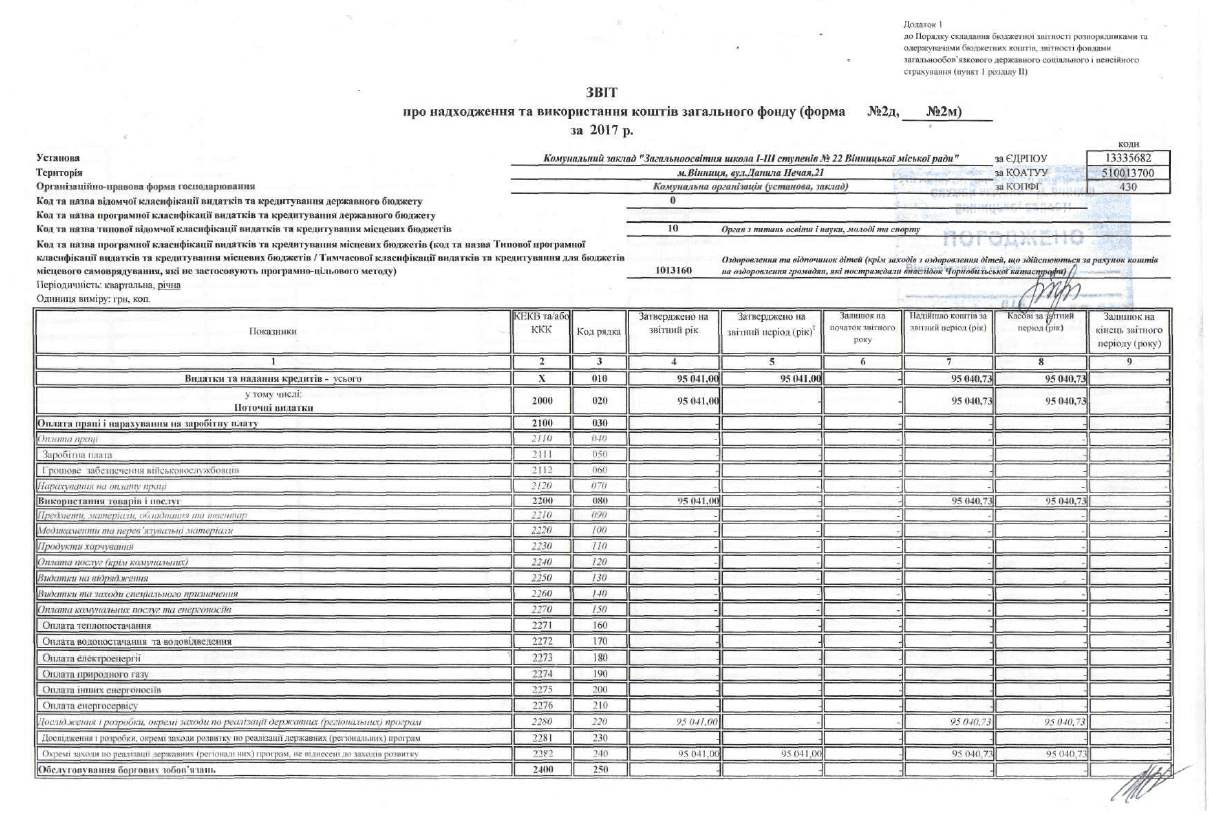 Додаток 1
до Порядку складання бюджетної звітності розпорядниками та
одержувачами бюджетних коштів, звітності фондами
загальнообов'язкового державного соціального і пенсійного
страхування (пункт 1 розділу II)
ЗВІТ
про надходження та використання коштів загального фонду (форма №2д, №2м)
за 2017 р.
коди
Установа Комунальний заклад "Загальноосвітня школа І-ІІІ ступенів № 22 Вінницької міської ради" за ЄДРПОУ 13335682
Територія м.Вінниця, вул.Данила Нечая,21 за КОАТУУ 510013700
Організаційно-правова форма господарювання Комунальна організація (установа, заклад) за КОПФГ 430
Код та назва відомчої класифікації видатків та кредитування державного бюджету 0
Код та назва програмної класифікації видатків та кредитування державного бюджету
Код та назва типової відомчої класифікації видатків та кредитування місцевих бюджетів 10 Орган з питань освіти і науки, молоді та спорту
Код та назва програмної класифікації видатків та кредитування місцевих бюджетів (код та назва Типової програмної
класифікації видатків та кредитування місцевих бюджетів / Тимчасової класифікації видатків та кредитування для бюджетів
місцевого самоврядування, які не застосовують програмно-цільового методу) 1013160 Оздоровлення та відпочинок дітей (крім заходів з оздоровлення дітей, що здійснюються за рахунок коштів на оздоровлення громадян, які постраждали внаслідок Чорнобильської катастрофи)
ПОГОДЖЕНО
Періодичність: квартальна, річна
Одиниця виміру: грн, коп.
Показники КЕКВ та/або ККК Код рядка Затверджено на звітний рік Затверджено на звітний період (рік)1 Залишок на початок звітного року Надійшло коштів за звітний період (рік) Касові за звітний період (рік) Залишок на кінець звітного періоду (року)
1 2 3 4 5 6 7 8 9
Видатки та надання кредитів - усього X 010 95 041,00 95 041,00 - 95 040,73 95 040,73 -
у тому числі:
Поточні видатки 2000 020 95 041,00 - - 95 040,73 95 040,73 -
Оплата праці і нарахування на заробітну плату 2100 030 - - - - - -
Оплата праці 2110 040 - - - - - -
Заробітна плата 2111 050 - - - - - -
Грошове забезпечення військовослужбовців 2112 060 - - - - - -
Нарахування на оплату праці 2120 070 - - - - - -
Використання товарів і послуг 2200 080 95 041,00 - - 95 040,73 95 040,73 -
Предмети, матеріали, обладнання та інвентар 2210 090 - - - - - -
Медикаменти та перев'язувальні матеріали 2220 100 - - - - - -
Продукти харчування 2230 110 - - - - - -
Оплата послуг (крім комунальних) 2240 120 - - - - - -
Видатки на відрядження 2250 130 - - - - - -
Видатки та заходи спеціального призначення 2260 140 - - - - - -
Оплата комунальних послуг та енергоносіїв 2270 150 - - - - - -
Оплата теплопостачання 2271 160 - - - - - -
Оплата водопостачання та водовідведення 2272 170 - - - - - -
Оплата електроенергії 2273 180 - - - - - -
Оплата природного газу 2274 190 - - - - - -
Оплата інших енергоносіїв 2275 200 - - - - - -
Оплата енергосервісу 2276 210 - - - - - -
Дослідження і розробки, окремі заходи по реалізації державних (регіональних) програм 2280 220 95 041,00 - - 95 040,73 95 040,73 -
Дослідження і розробки, окремі заходи розвитку по реалізації державних (регіональних) програм 2281 230 - - - - - -
Окремі заходи по реалізації державних (регіональних) програм, не віднесені до заходів розвитку 2282 240 95 041,00 95 041,00 - 95 040,73 95 040,73 -
Обслуговування боргових зобов'язань 2400 250 - - - - - -